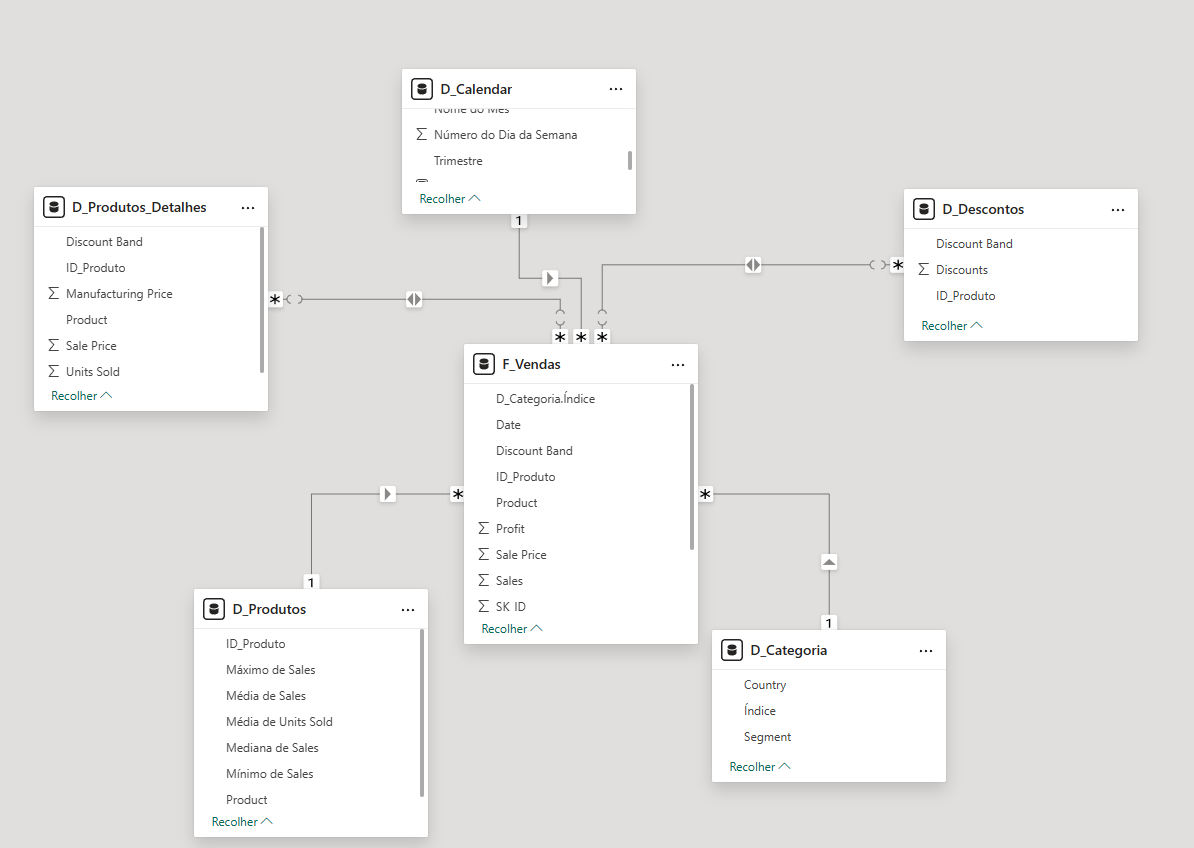 D_Calendar
Nome do Mês
Número do Dia da Semana
Trimestre
Recolher
1
D_Produtos_Detalhes
Discount Band
ID_Produto
Manufacturing Price
Product
Sale Price
Units Sold
Recolher
*
D_Descontos
Discount Band
Discounts
ID_Produto
Recolher
*
* * *
F_Vendas
D_Categoria.Índice
Date
Discount Band
ID_Produto
Product
Profit
Sale Price
Sales
SK ID
Recolher
*
*
1
D_Produtos
ID_Produto
Máximo de Sales
Média de Sales
Média de Units Sold
Mediana de Sales
Mínimo de Sales
Product
Recolher
1
D_Categoria
Country
Índice
Segment
Recolher